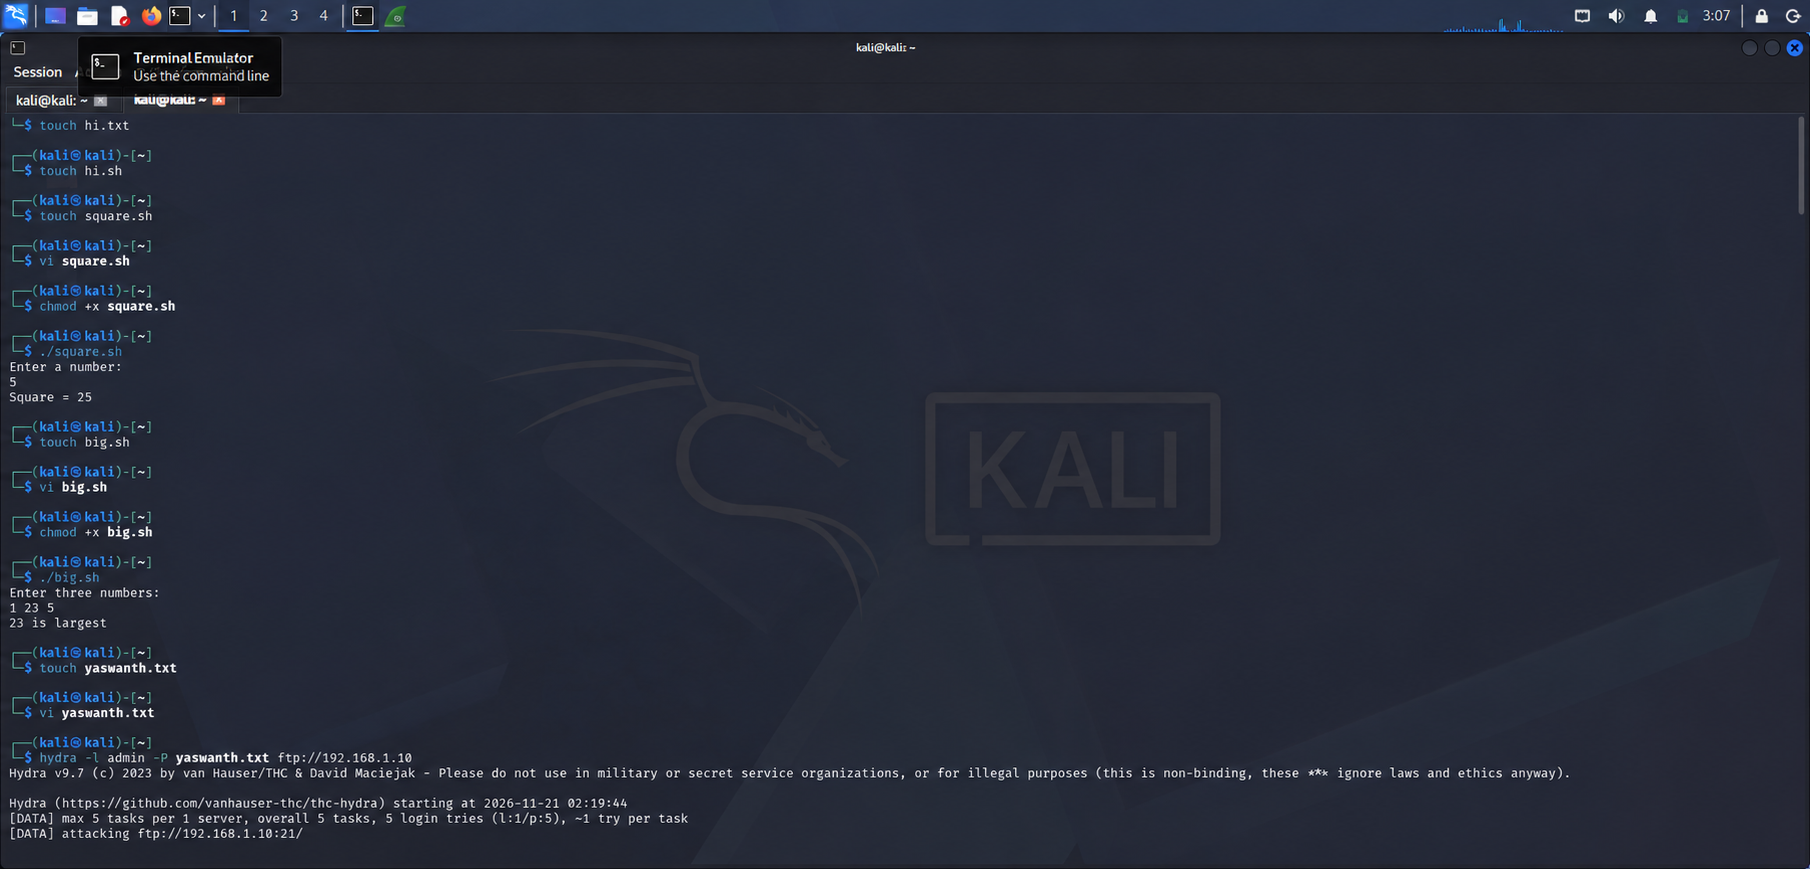 1 2 3 4 3:07
kali@kali: ~
Terminal Emulator
Use the command line
Session
kali@kali: ~ kali@kali: ~
└─$ touch hi.txt
┌──(kali㉿kali)-[~]
└─$ touch hi.sh
┌──(kali㉿kali)-[~]
└─$ touch square.sh
┌──(kali㉿kali)-[~]
└─$ vi square.sh
┌──(kali㉿kali)-[~]
└─$ chmod +x square.sh
┌──(kali㉿kali)-[~]
└─$ ./square.sh
Enter a number:
5
Square = 25
┌──(kali㉿kali)-[~]
└─$ touch big.sh
┌──(kali㉿kali)-[~]
└─$ vi big.sh
┌──(kali㉿kali)-[~]
└─$ chmod +x big.sh
┌──(kali㉿kali)-[~]
└─$ ./big.sh
Enter three numbers:
1 23 5
23 is largest
┌──(kali㉿kali)-[~]
└─$ touch yaswanth.txt
┌──(kali㉿kali)-[~]
└─$ vi yaswanth.txt
┌──(kali㉿kali)-[~]
└─$ hydra -l admin -P yaswanth.txt ftp://192.168.1.10
Hydra v9.7 (c) 2023 by van Hauser/THC & David Maciejak - Please do not use in military or secret service organizations, or for illegal purposes (this is non-binding, these *** ignore laws and ethics anyway).
Hydra (https://github.com/vanhauser-thc/thc-hydra) starting at 2026-11-21 02:19:44
[DATA] max 5 tasks per 1 server, overall 5 tasks, 5 login tries (l:1/p:5), ~1 try per task
[DATA] attacking ftp://192.168.1.10:21/
KALI